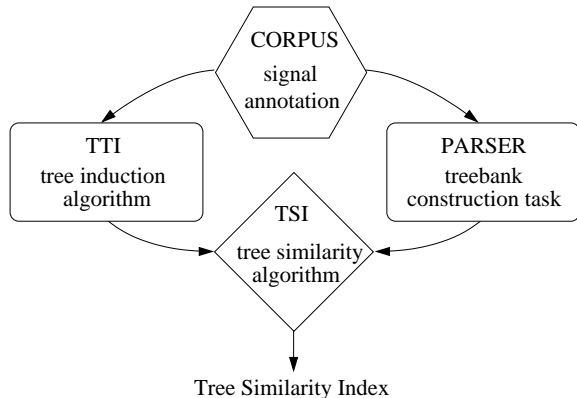 CORPUS
signal
annotation
TTI
tree induction
algorithm
PARSER
treebank
construction task
TSI
tree similarity
algorithm
Tree Similarity Index